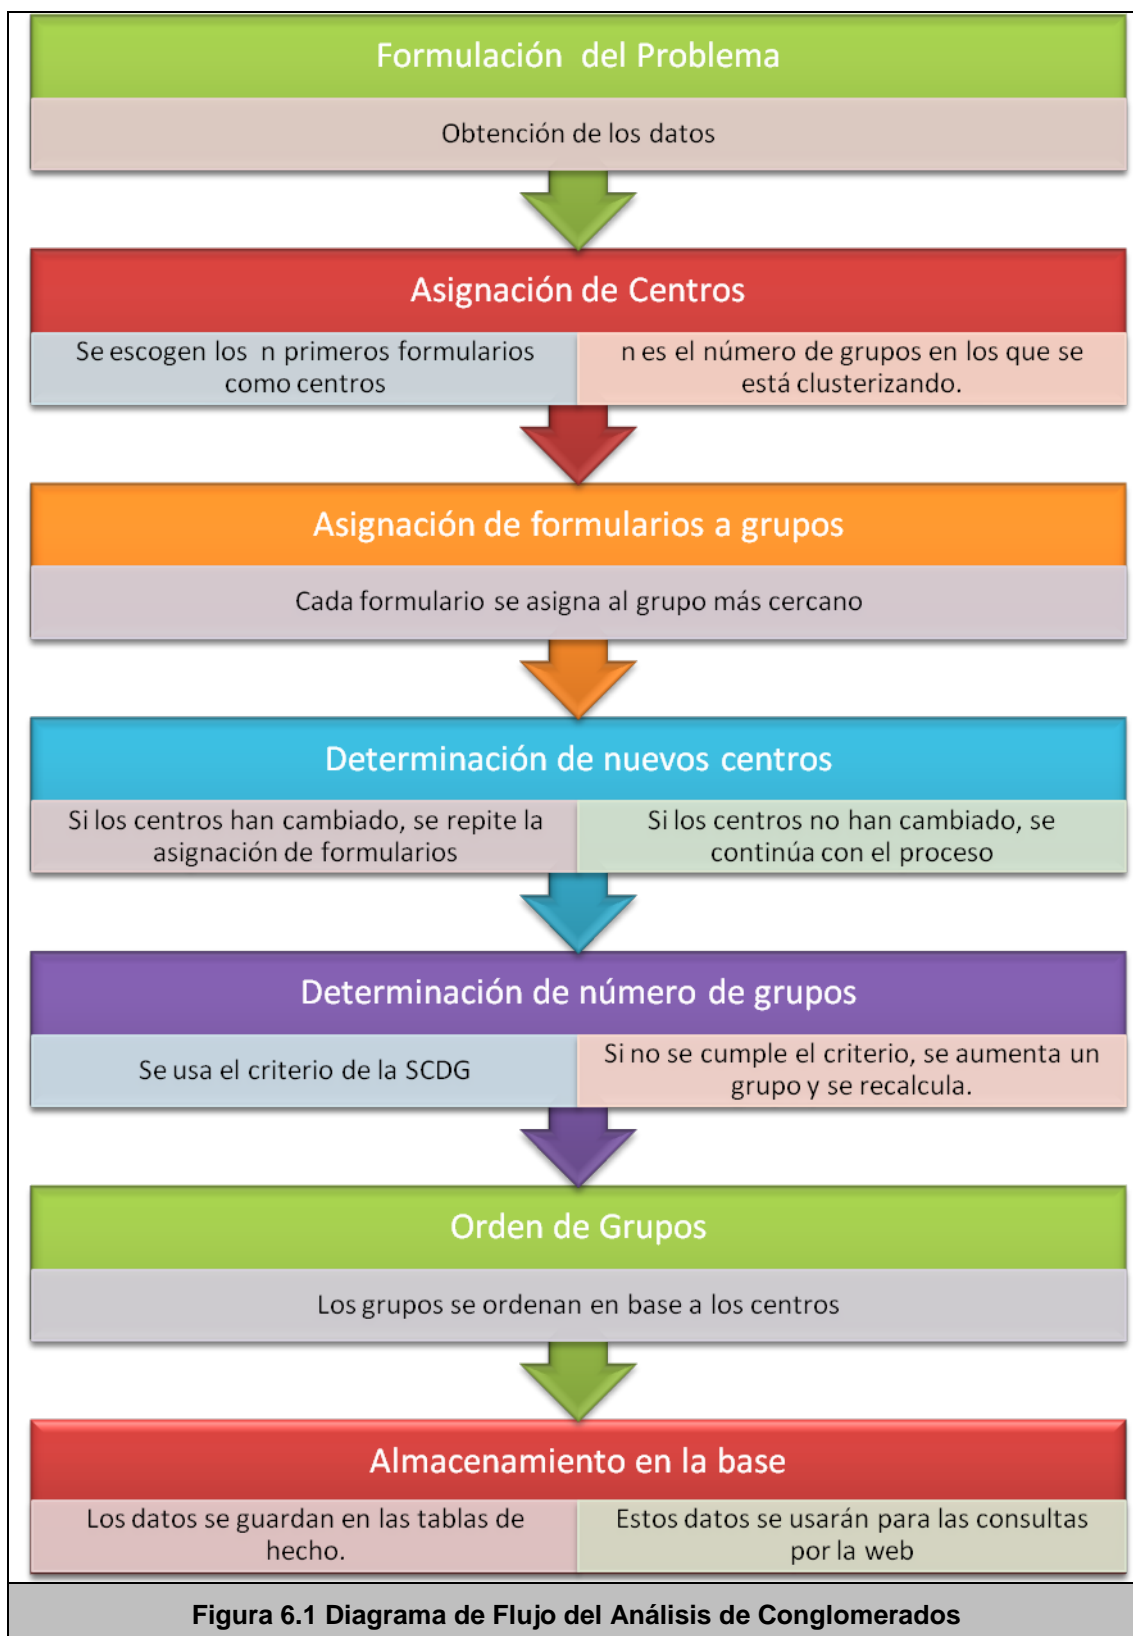 Formulación del Problema
Obtención de los datos
Asignación de Centros
Se escogen los n primeros formularios
como centros
n es el número de grupos en los que se
está clusterizando.
Asignación de formularios a grupos
Cada formulario se asigna al grupo más cercano
Determinación de nuevos centros
Si los centros han cambiado, se repite la
asignación de formularios
Si los centros no han cambiado, se
continúa con el proceso
Determinación de número de grupos
Se usa el criterio de la SCDG
Si no se cumple el criterio, se aumenta un
grupo y se recalcula.
Orden de Grupos
Los grupos se ordenan en base a los centros
Almacenamiento en la base
Los datos se guardan en las tablas de
hecho.
Estos datos se usarán para las consultas
por la web
Figura 6.1 Diagrama de Flujo del Análisis de Conglomerados